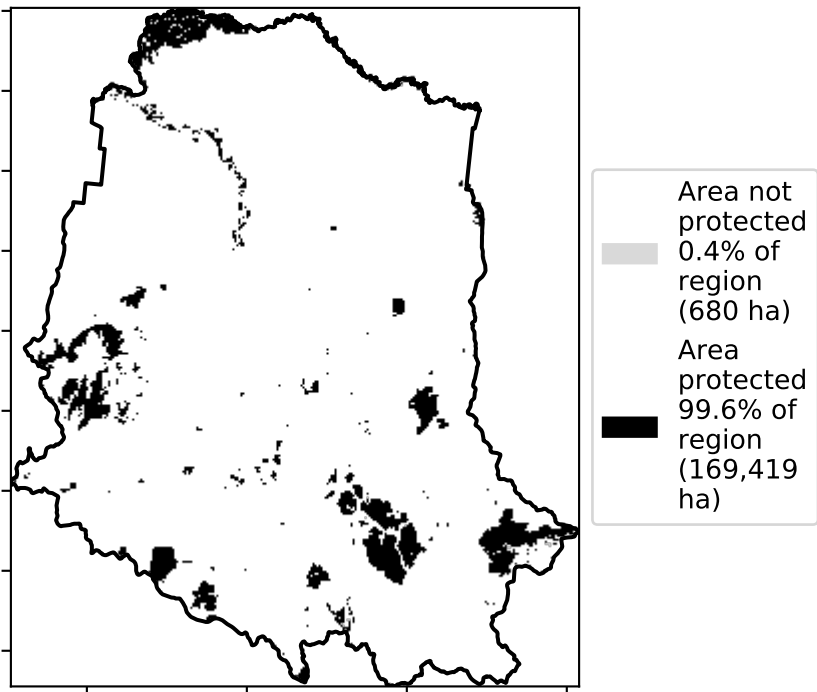 Area not
protected
0.4% of
region
(680 ha)
Area
protected
99.6% of
region
(169,419
ha)